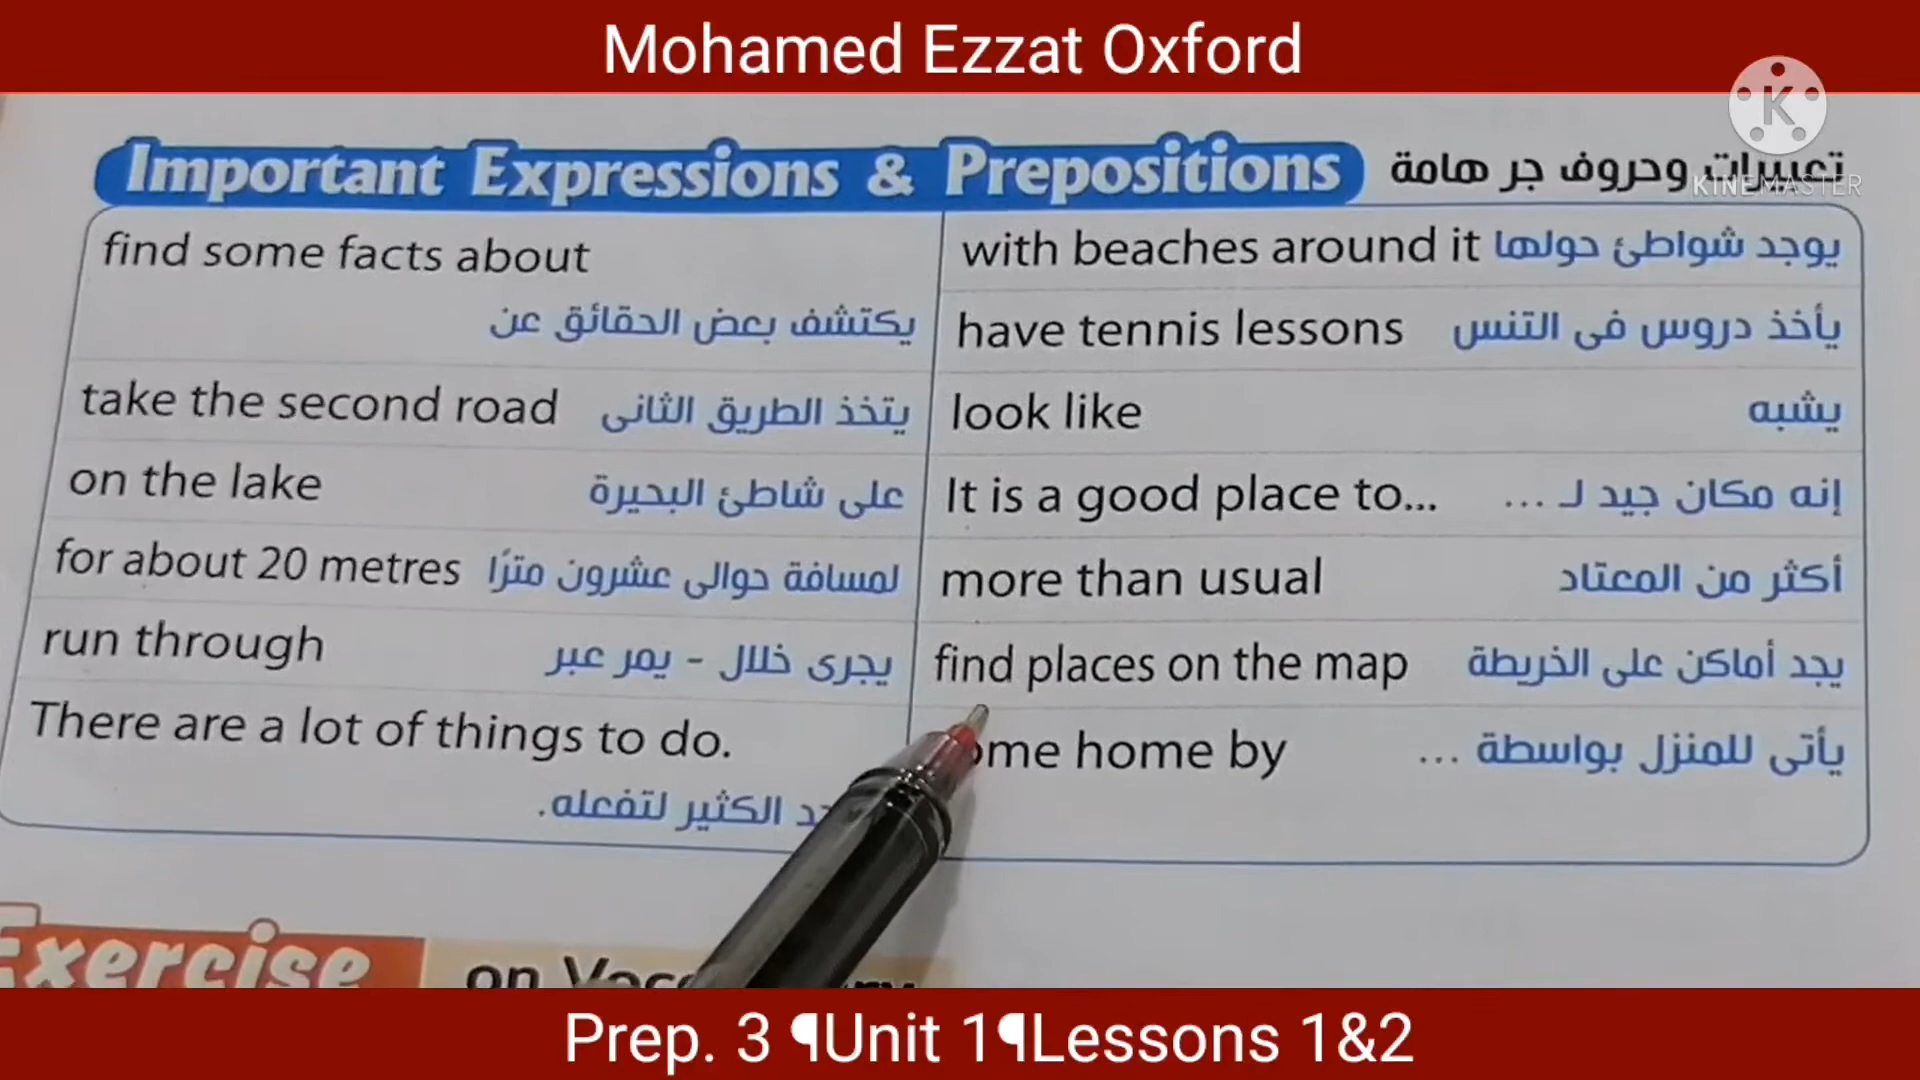 Mohamed Ezzat Oxford
KINEMASTER
Important Expressions & Prepositions تعبيرات وحروف جر هامة
find some facts about
يكتشف بعض الحقائق عن
take the second road يتخذ الطريق الثانى
on the lake على شاطئ البحيرة
for about 20 metres لمسافة حوالى عشرون مترًا
run through يجرى خلال - يمر عبر
There are a lot of things to do.
الكثير لتفعله.
with beaches around it يوجد شواطئ حولها
have tennis lessons يأخذ دروس فى التنس
look like يشبه
It is a good place to... إنه مكان جيد لـ ...
more than usual أكثر من المعتاد
find places on the map يجد أماكن على الخريطة
home by يأتى للمنزل بواسطة ...
Exercise on
Prep. 3 ¶Unit 1¶Lessons 1&2